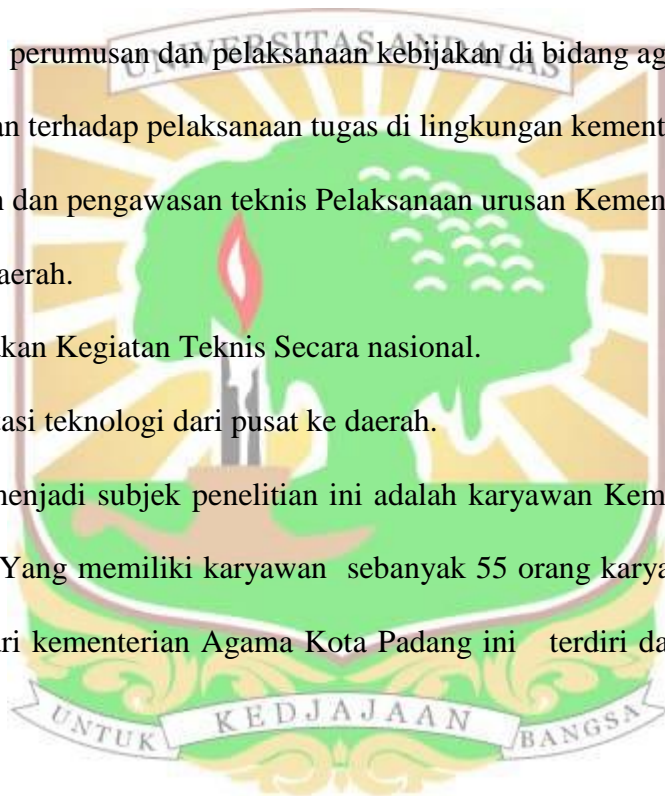 UNIVERSITAS ANDALAS
perumusan dan pelaksanaan kebijakan di bidang
an terhadap pelaksanaan tugas di lingkungan kement
n dan pengawasan teknis Pelaksanaan urusan Kemen
aerah.
kan Kegiatan Teknis Secara nasional.
asi teknologi dari pusat ke daerah.
menjadi subjek penelitian ini adalah karyawan Kem
Yang memiliki karyawan sebanyak 55 orang karya
ri kementerian Agama Kota Padang ini terdiri da
UNTUK KEDJAJAAN BANGSA